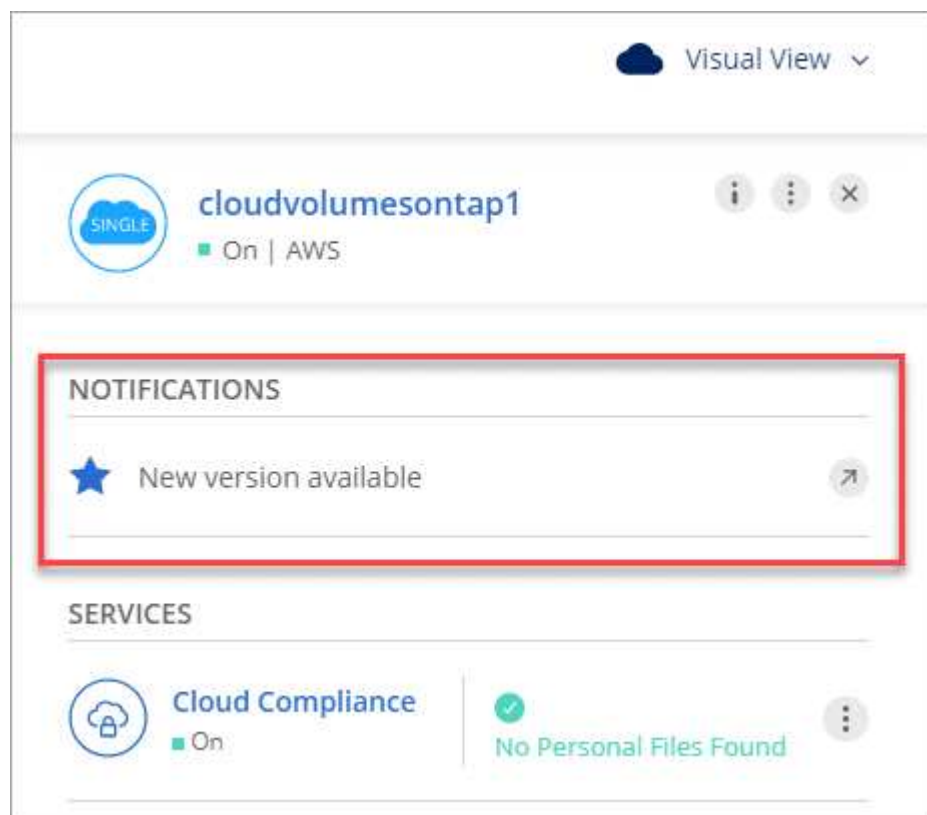 Visual View
SINGLE
cloudvolumesontap1
On | AWS
NOTIFICATIONS
New version available
SERVICES
Cloud Compliance
On
No Personal Files Found